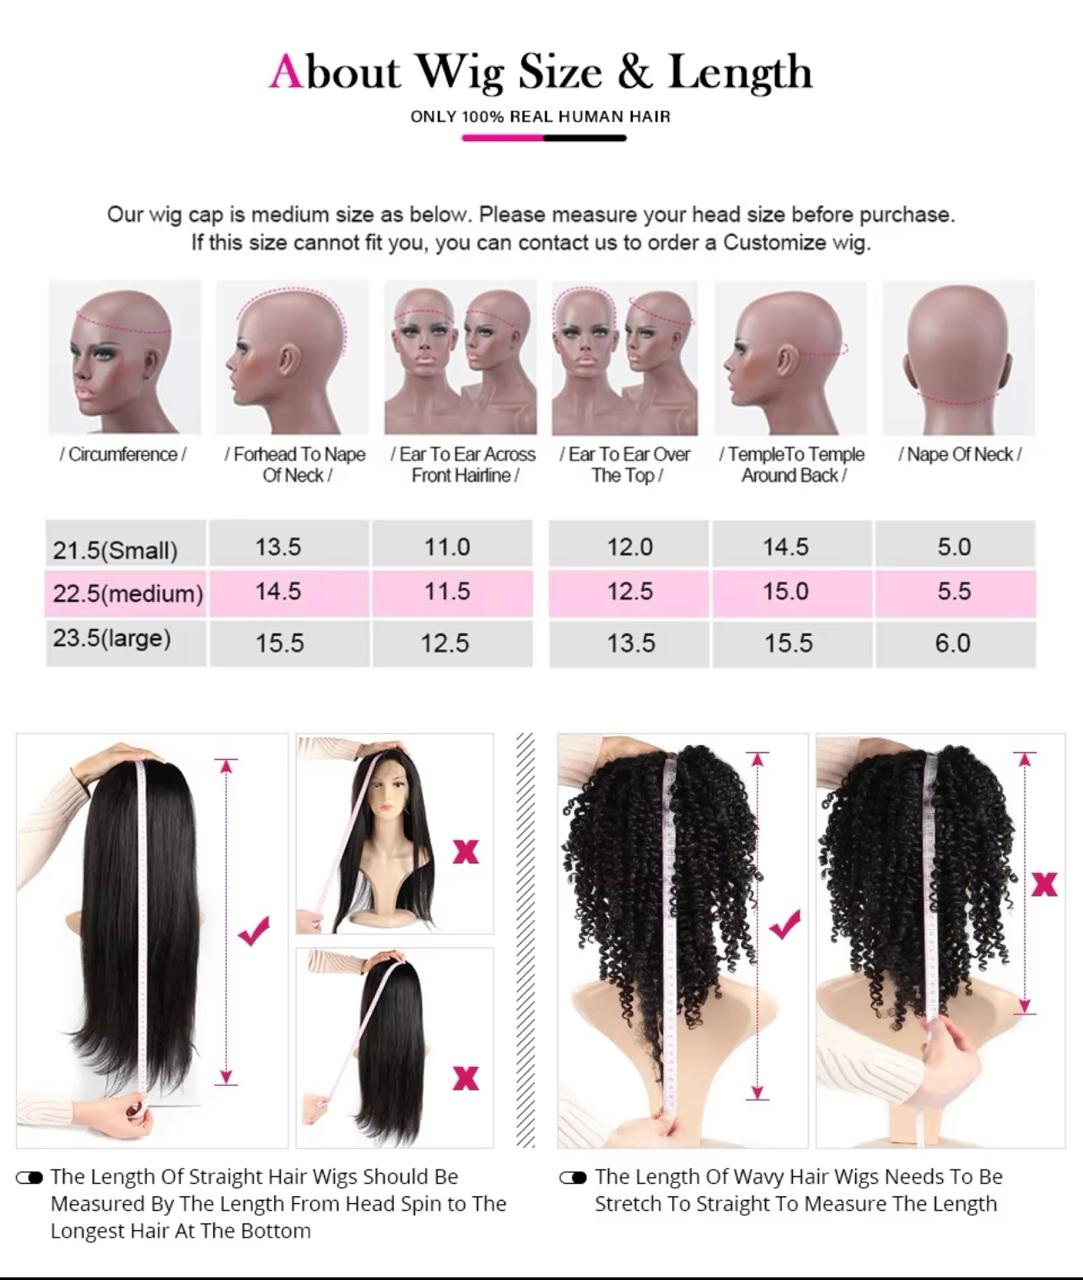 About Wig Size & Length
ONLY 100% REAL HUMAN HAIR
Our wig cap is medium size as below. Please measure your head size before purchase.
If this size cannot fit you, you can contact us to order a Customize wig.
/ Circumference /
/ Forhead To Nape
Of Neck /
/ Ear To Ear Across
Front Hairline /
/ Ear To Ear Over
The Top /
/ TempleTo Temple
Around Back /
/ Nape Of Neck /
21.5(Small) 13.5 11.0 12.0 14.5 5.0
22.5(medium) 14.5 11.5 12.5 15.0 5.5
23.5(large) 15.5 12.5 13.5 15.5 6.0
The Length Of Straight Hair Wigs Should Be
Measured By The Length From Head Spin to The
Longest Hair At The Bottom
The Length Of Wavy Hair Wigs Needs To Be
Stretch To Straight To Measure The Length